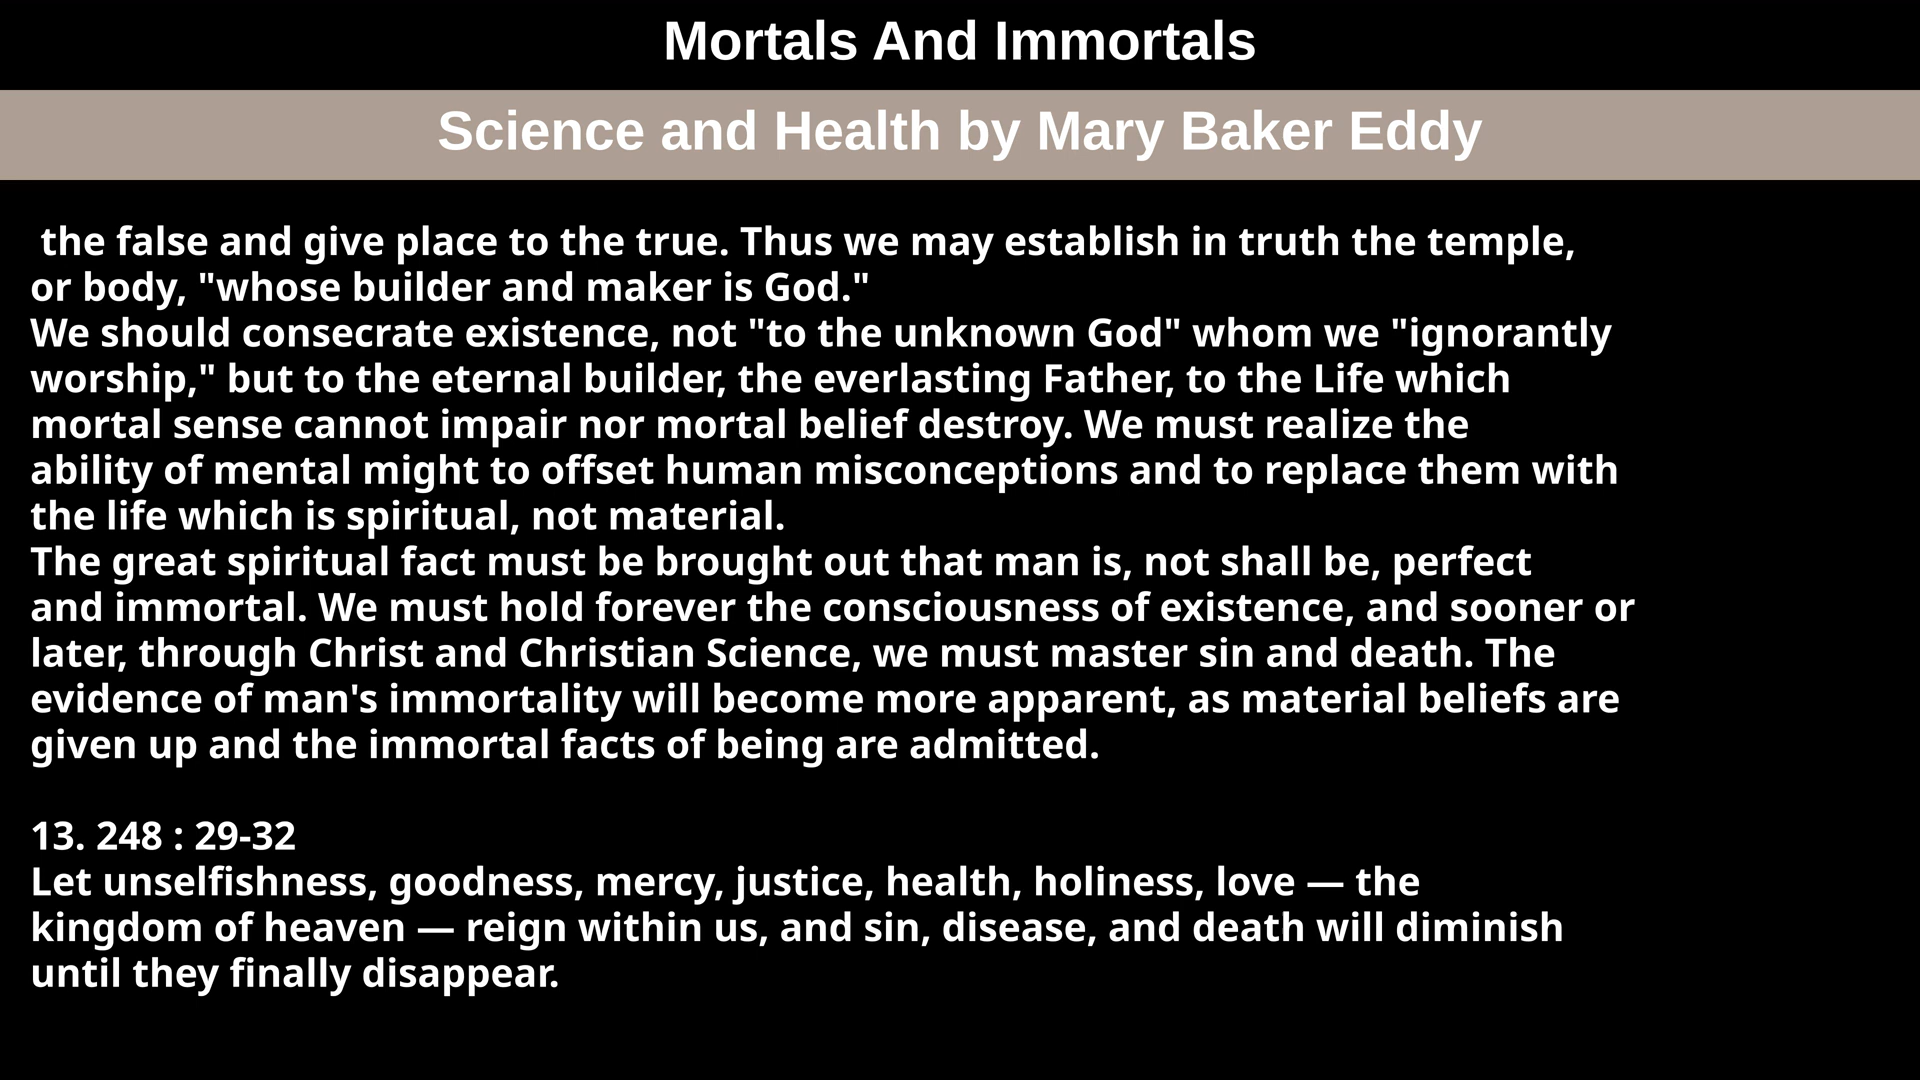 Mortals And Immortals
Science and Health by Mary Baker Eddy
the false and give place to the true. Thus we may establish in truth the temple,
or body, "whose builder and maker is God."
We should consecrate existence, not "to the unknown God" whom we "ignorantly
worship," but to the eternal builder, the everlasting Father, to the Life which
mortal sense cannot impair nor mortal belief destroy. We must realize the
ability of mental might to offset human misconceptions and to replace them with
the life which is spiritual, not material.
The great spiritual fact must be brought out that man is, not shall be, perfect
and immortal. We must hold forever the consciousness of existence, and sooner or
later, through Christ and Christian Science, we must master sin and death. The
evidence of man's immortality will become more apparent, as material beliefs are
given up and the immortal facts of being are admitted.
13. 248 : 29-32
Let unselfishness, goodness, mercy, justice, health, holiness, love — the
kingdom of heaven — reign within us, and sin, disease, and death will diminish
until they finally disappear.